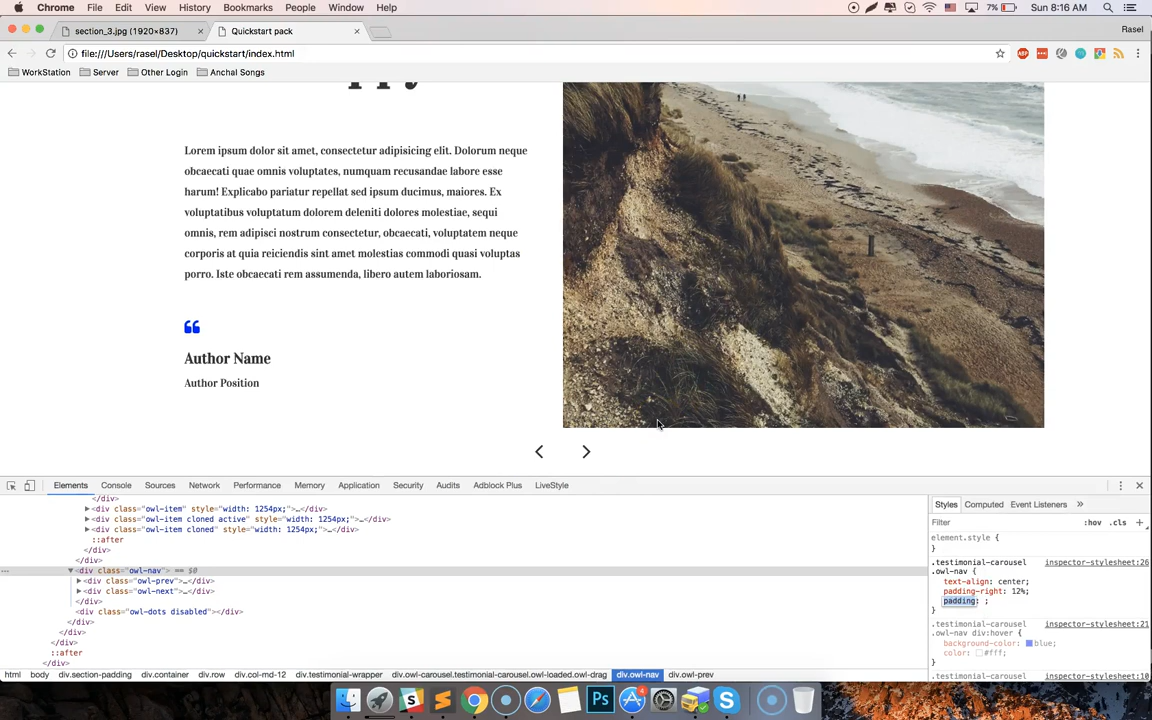 Chrome File Edit View History Bookmarks People Window Help 7% Sun 8:16 AM
section_3.jpg (1920×837) × Quickstart pack × Rasel
file:///Users/rasel/Desktop/quickstart/index.html
WorkStation Server Other Login Anchal Songs
Lorem ipsum dolor sit amet, consectetur adipisicing elit. Dolorum neque
obcaecati quae omnis voluptates, numquam recusandae labore esse
harum! Explicabo pariatur repellat sed ipsum ducimus, maiores. Ex
voluptatibus voluptatum dolorem deleniti dolores molestiae, sequi
omnis, rem adipisci nostrum consectetur, obcaecati, voluptatem neque
corporis at quia reiciendis sint amet molestias commodi quasi voluptas
porro. Iste obcaecati rem assumenda, libero autem laboriosam.
Author Name
Author Position
Elements Console Sources Network Performance Memory Application Security Audits Adblock Plus LiveStyle
</div>
<div class="owl-item" style="width: 1254px;">…</div>
<div class="owl-item cloned active" style="width: 1254px;">…</div>
<div class="owl-item cloned" style="width: 1254px;">…</div>
::after
</div>
</div>
<div class="owl-nav"> == $0
<div class="owl-prev">…</div>
<div class="owl-next">…</div>
</div>
<div class="owl-dots disabled"></div>
</div>
</div>
</div>
::after
</div>
Styles Computed Event Listeners »
Filter :hov .cls +
element.style {
}
.testimonial-carousel inspector-stylesheet:26
.owl-nav {
text-align: center;
padding-right: 12%;
padding: ;
}
.testimonial-carousel inspector-stylesheet:21
.owl-nav div:hover {
background-color: blue;
color: #fff;
}
.testimonial-carousel inspector-stylesheet:10
html body div.section-padding div.container div.row div.col-md-12 div.testimonial-wrapper div.owl-carousel.testimonial-carousel.owl-loaded.owl-drag div.owl-nav div.owl-prev